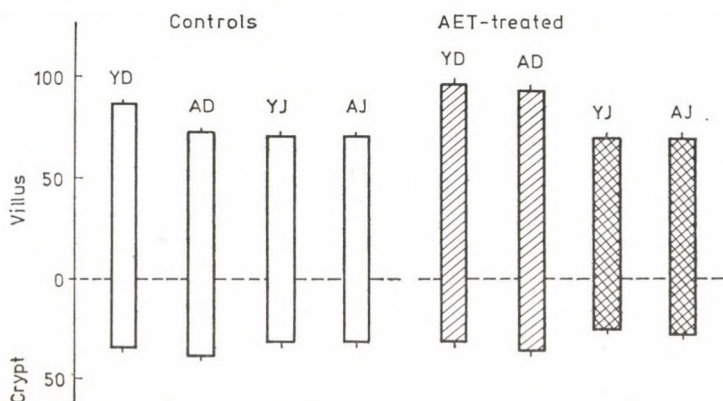 Controls AET-treated
YD AD YJ AJ YD AD YJ AJ
100
50
0
50
Villus
Crypt